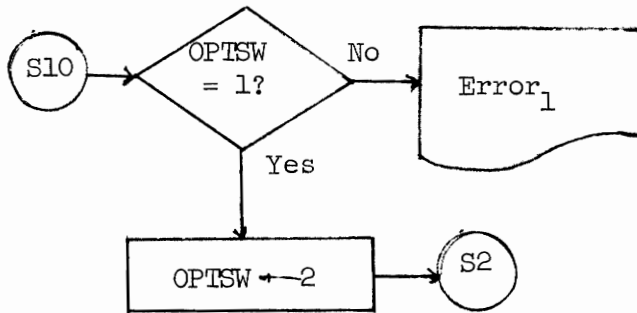 S10
OPTSW
= 1?
No
Error1
Yes
OPTSW ← 2
S2